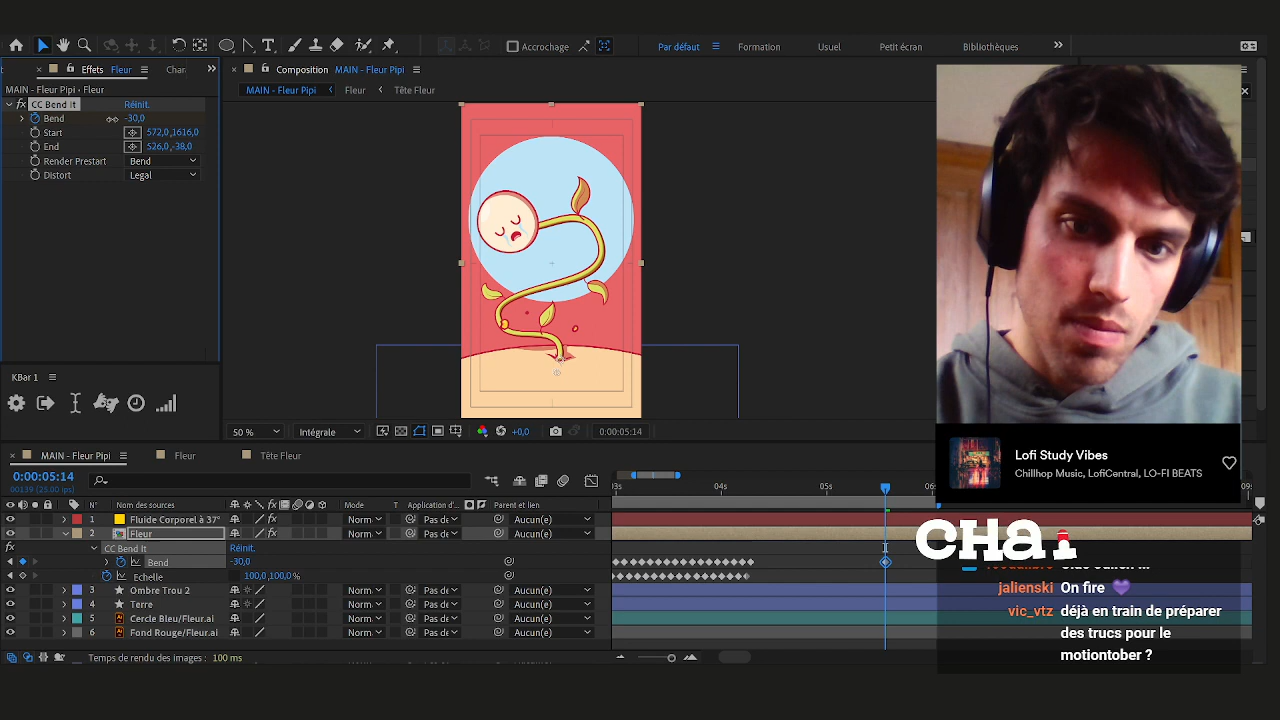 Accrochage
Par défaut
Formation
Usuel
Petit écran
Bibliothèques
Effets Fleur
Composition MAIN - Fleur Pipi
MAIN - Fleur Pipi
Fleur
Tête Fleur
MAIN - Fleur Pipi • Fleur
fx CC Bend It Réinit.
Bend -30,0
Start 572,0,1616,0
End 526,0,-38,0
Render Prestart Bend
Distort Legal
KBar 1
50 %
Intégrale
+0,0
0:00:05:14
MAIN - Fleur Pipi
Fleur
Tête Fleur
0:00:05:14
00139 (25.00 ips)
N° Nom des sources Mode T Application d'... Parent et lien
03s 04s 05s
1 Fluide Corporel à 37° Norm Pas de Aucun(e)
2 Fleur Norm Pas de Aucun(e)
CC Bend It Réinit.
Bend -30,0
Echelle 100,0,100,0 %
3 Ombre Trou 2 Norm Pas de Aucun(e)
4 Terre Norm Pas de Aucun(e)
5 Cercle Bleu/Fleur.ai Norm Pas de Aucun(e)
6 Fond Rouge/Fleur.ai Norm Pas de Aucun(e)
Temps de rendu des images : 100 ms
Lofi Study Vibes
Chillhop Music, LofiCentral, LO-FI BEATS
CHAT
jalienski On fire
vic_vtz déjà en train de préparer
des trucs pour le
motiontober ?